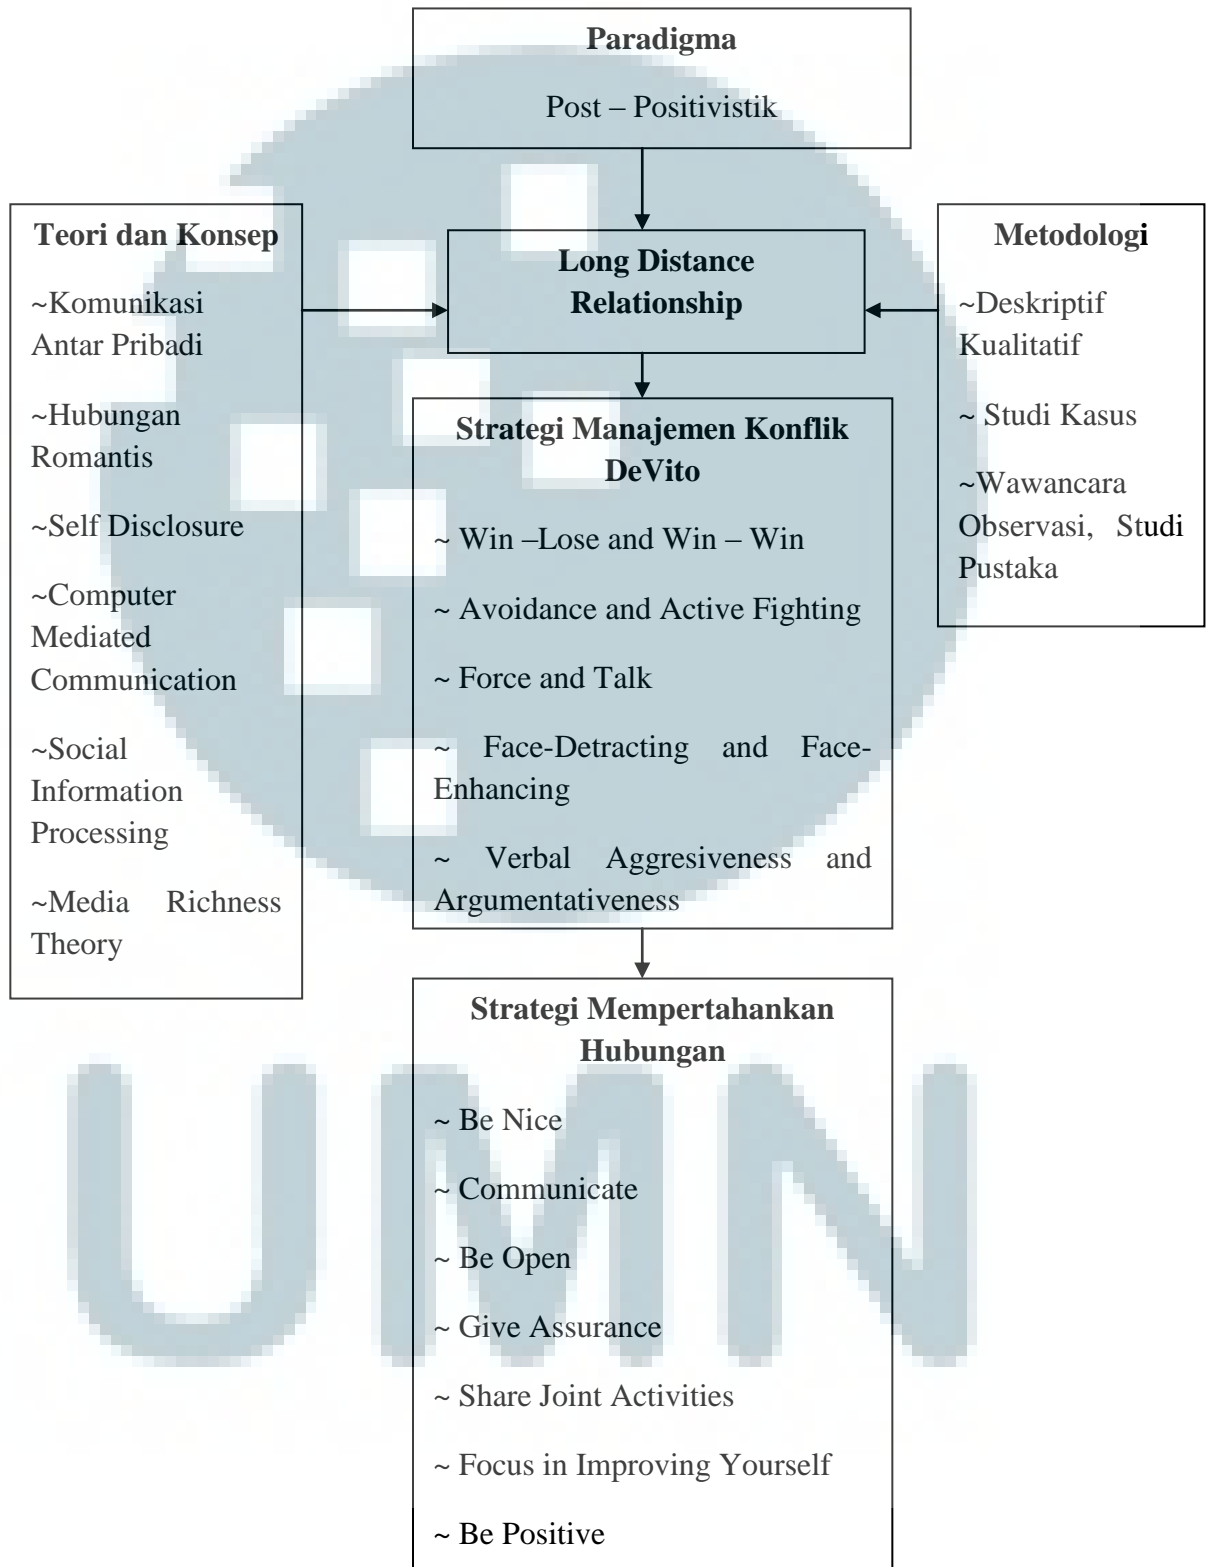 Paradigma
Post – Positivistik
Teori dan Konsep
~Komunikasi
Antar Pribadi
~Hubungan
Romantis
~Self Disclosure
~Computer
Mediated
Communication
~Social
Information
Processing
~Media Richness
Theory
Long Distance
Relationship
Metodologi
~Deskriptif
Kualitatif
~ Studi Kasus
~Wawancara
Observasi, Studi
Pustaka
Strategi Manajemen Konflik
DeVito
~ Win –Lose and Win – Win
~ Avoidance and Active Fighting
~ Force and Talk
~ Face-Detracting and Face-
Enhancing
~ Verbal Aggresiveness and
Argumentativeness
Strategi Mempertahankan
Hubungan
~ Be Nice
~ Communicate
~ Be Open
~ Give Assurance
~ Share Joint Activities
~ Focus in Improving Yourself
~ Be Positive
UMN